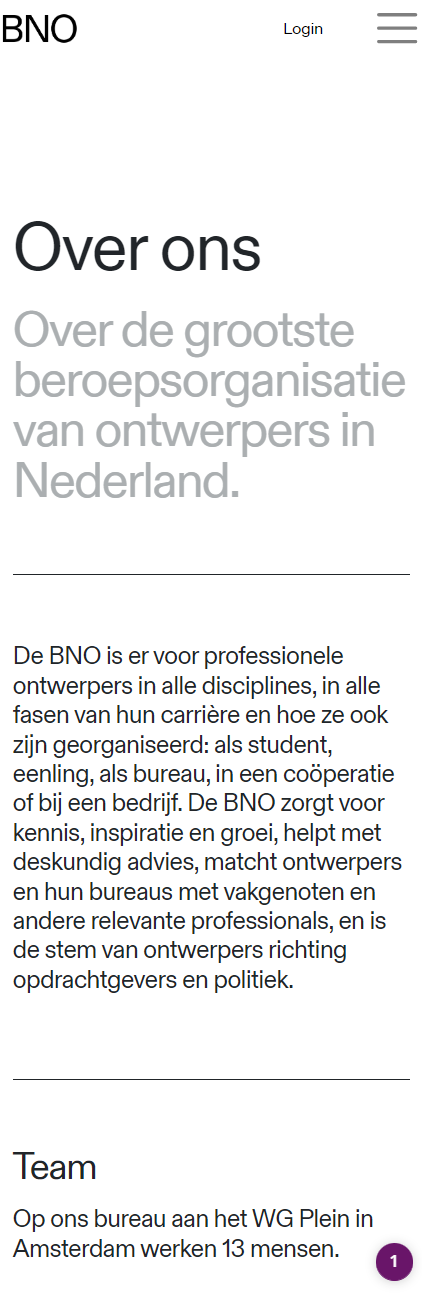 BNO
Login
Over ons
Over de grootste
beroepsorganisatie
van ontwerpers in
Nederland.
De BNO is er voor professionele
ontwerpers in alle disciplines, in alle
fasen van hun carrière en hoe ze ook
zijn georganiseerd: als student,
eenling, als bureau, in een coöperatie
of bij een bedrijf. De BNO zorgt voor
kennis, inspiratie en groei, helpt met
deskundig advies, matcht ontwerpers
en hun bureaus met vakgenoten en
andere relevante professionals, en is
de stem van ontwerpers richting
opdrachtgevers en politiek.
Team
Op ons bureau aan het WG Plein in
Amsterdam werken 13 mensen.
1